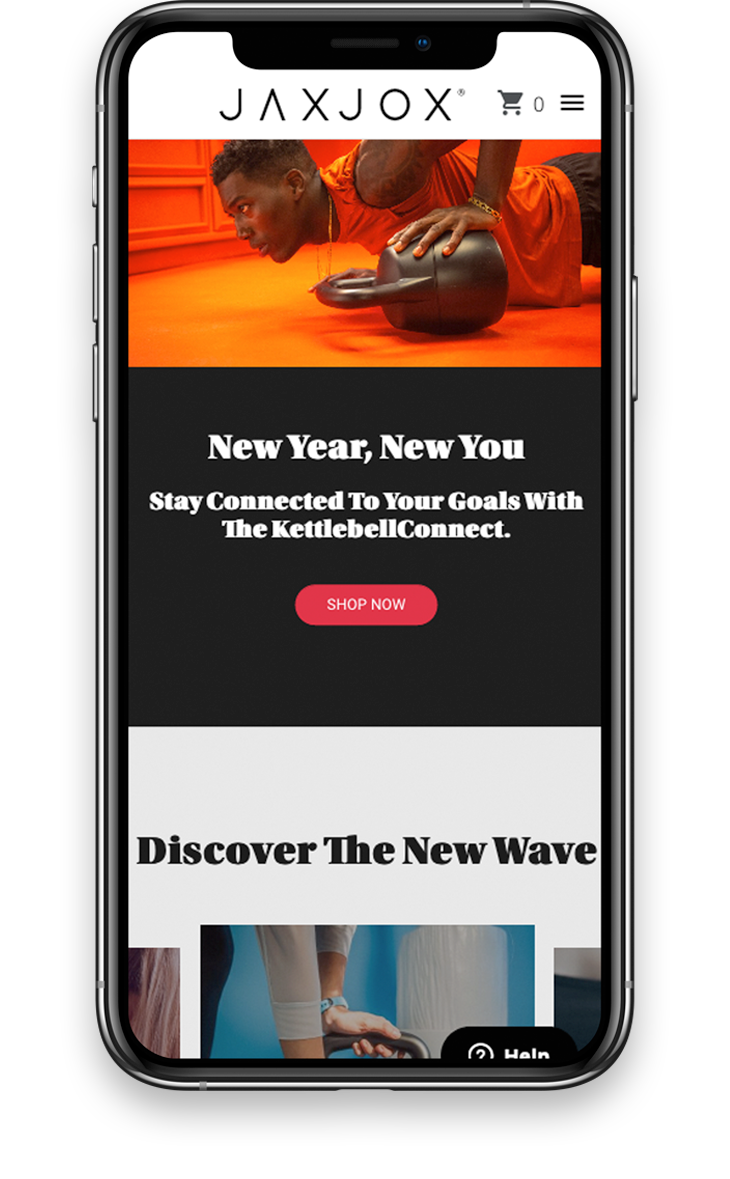 JAXJOX®
0
New Year, New You
Stay Connected To Your Goals With
The KettlebellConnect.
SHOP NOW
Discover The New Wave
? Help